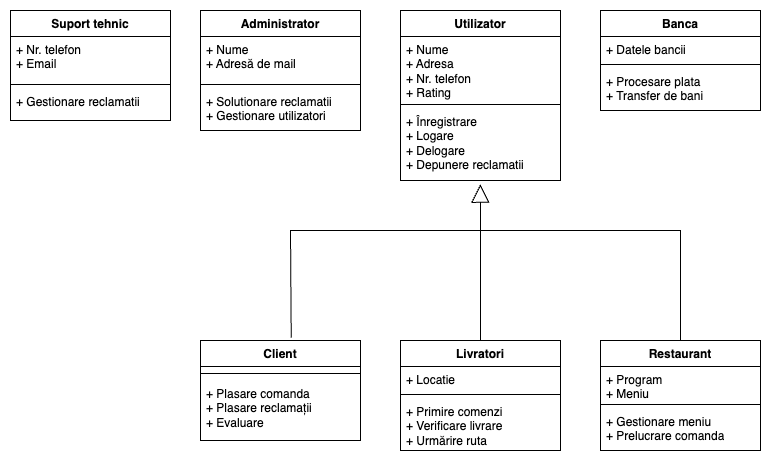 Suport tehnic
+ Nr. telefon
+ Email
+ Gestionare reclamatii
Administrator
+ Nume
+ Adresă de mail
+ Solutionare reclamatii
+ Gestionare utilizatori
Utilizator
+ Nume
+ Adresa
+ Nr. telefon
+ Rating
+ Înregistrare
+ Logare
+ Delogare
+ Depunere reclamatii
Banca
+ Datele bancii
+ Procesare plata
+ Transfer de bani
Client
+ Plasare comanda
+ Plasare reclamații
+ Evaluare
Livratori
+ Locatie
+ Primire comenzi
+ Verificare livrare
+ Urmărire ruta
Restaurant
+ Program
+ Meniu
+ Gestionare meniu
+ Prelucrare comanda